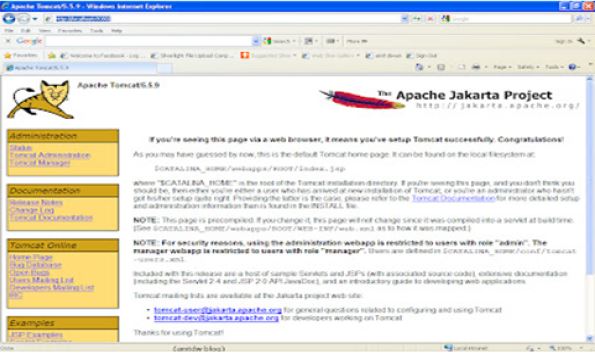 Apache Tomcat/5.5.9 - Windows Internet Explorer
File Edit View Favorites Tools Help
Google
Search
More
Sign In
Favorites
Welcome to Facebook - Log ...
Silverlight File Upload Comp...
Suggested Sites
Sign Out
Apache Tomcat/5.5.9
Page Safety Tools
Apache Tomcat/5.5.9
The Apache Jakarta Project
http://jakarta.apache.org/
Administration
Status
Tomcat Administration
Tomcat Manager
Documentation
Release Notes
Change Log
Tomcat Documentation
Tomcat Online
Home Page
Bug Database
Open Bugs
Users Mailing List
Developers Mailing List
IRC
Examples
JSP Examples
If you're seeing this page via a web browser, it means you've setup Tomcat successfully. Congratulations!
As you may have guessed by now, this is the default Tomcat home page. It can be found on the local filesystem at:
$CATALINA_HOME/webapps/ROOT/index.jsp
where "$CATALINA_HOME" is the root of the Tomcat installation directory. If you're seeing this page, and you don't think you
should be, then either you're either a user who has arrived at new installation of Tomcat, or you're an administrator who hasn't
got his/her setup quite right. Providing the latter is the case, please refer to the Tomcat Documentation for more detailed setup
and administration information than is found in the INSTALL file.
NOTE: This page is precompiled. If you change it, this page will not change since it was compiled into a servlet at build time.
(See $CATALINA_HOME/webapps/ROOT/WEB-INF/web.xml as to how it was mapped.)
NOTE: For security reasons, using the administration webapp is restricted to users with role "admin". The
manager webapp is restricted to users with role "manager". Users are defined in $CATALINA_HOME/conf/tomcat
-users.xml.
Included with this release are a host of sample Servlets and JSPs (with associated source code), extensive documentation
(including the Servlet 2.4 and JSP 2.0 API JavaDoc), and an introductory guide to developing web applications.
Tomcat mailing lists are available at the Jakarta project web site:
tomcat-user@jakarta.apache.org for general questions related to configuring and using Tomcat
tomcat-dev@jakarta.apache.org for developers working on Tomcat
Thanks for using Tomcat!
Done
Local intranet
100%